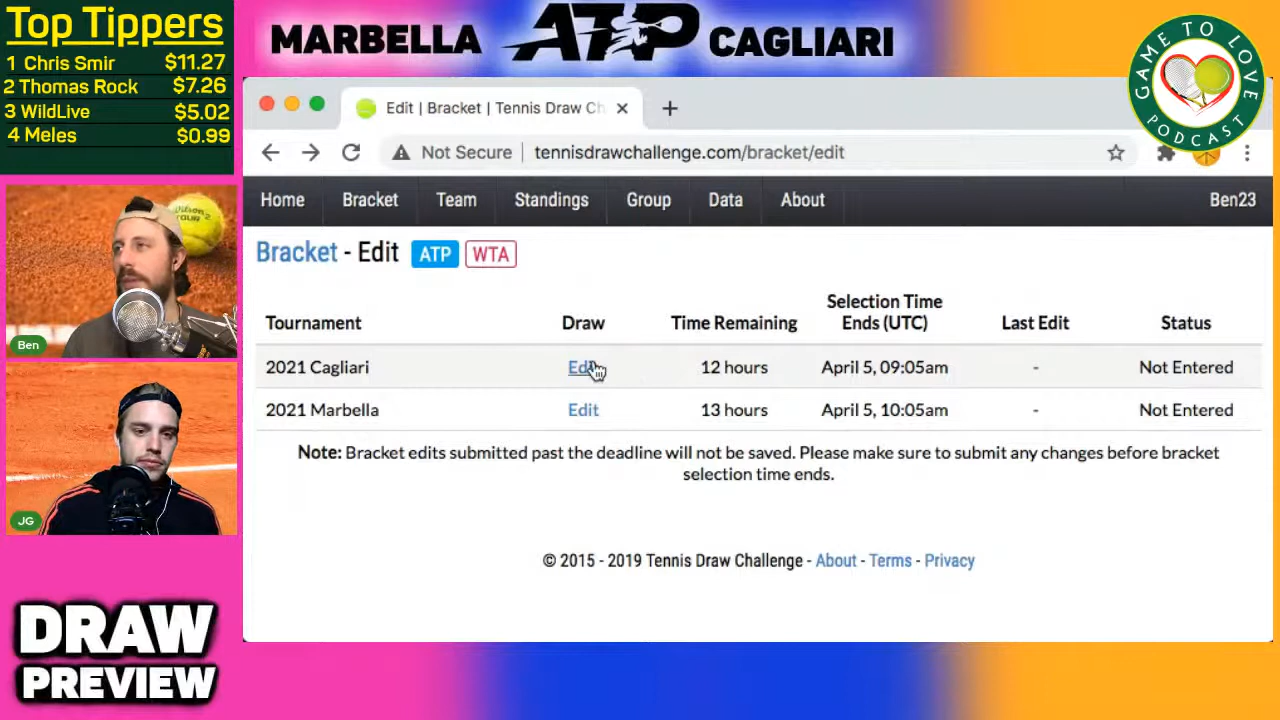 Top Tippers
1 Chris Smir $11.27
2 Thomas Rock $7.26
3 WildLive $5.02
4 Meles $0.99
MARBELLA ATP CAGLIARI
GAME TO LOVE PODCAST
Edit | Bracket | Tennis Draw Ch
Not Secure tennisdrawchallenge.com/bracket/edit
Home Bracket Team Standings Group Data About Ben23
Bracket - Edit ATP WTA
Tournament Draw Time Remaining Selection Time Ends (UTC) Last Edit Status
2021 Cagliari Edit 12 hours April 5, 09:05am - Not Entered
2021 Marbella Edit 13 hours April 5, 10:05am - Not Entered
Note: Bracket edits submitted past the deadline will not be saved. Please make sure to submit any changes before bracket
selection time ends.
© 2015 - 2019 Tennis Draw Challenge - About - Terms - Privacy
Wilson
Ben
JG
DRAW
PREVIEW